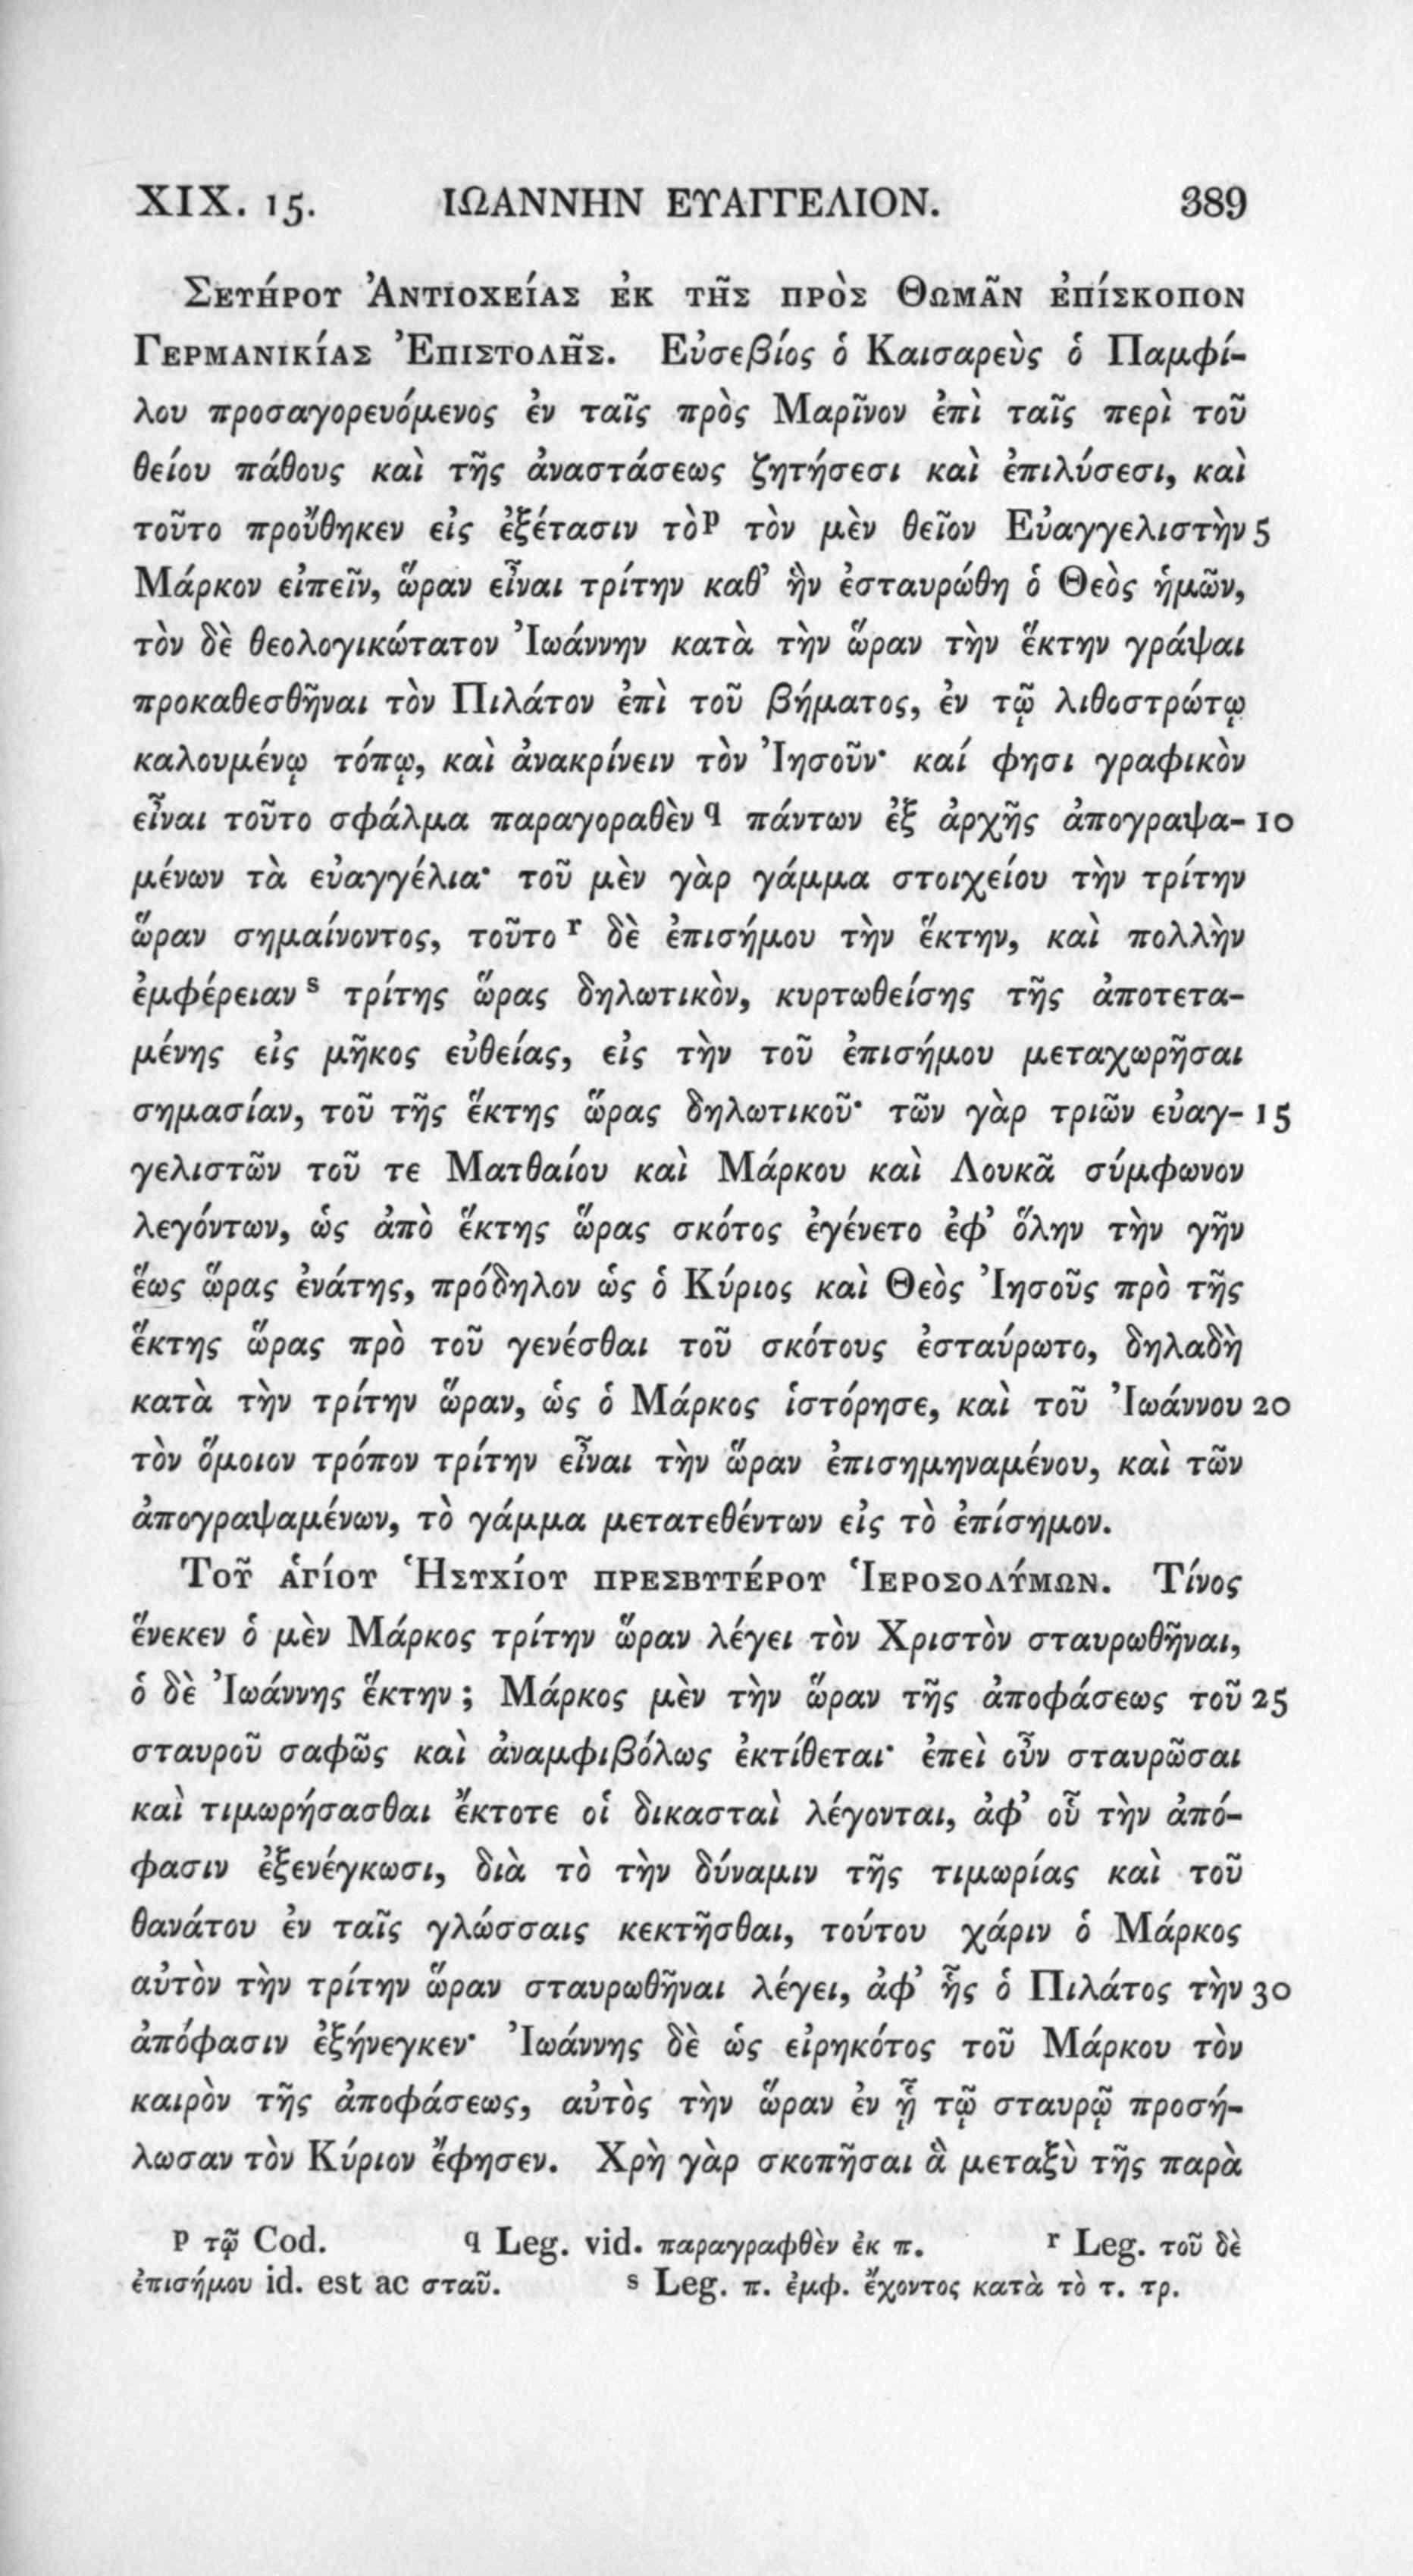 XIX. 15. ΙΩΑΝΝΗΝ ΕΥΑΓΓΕΛΙΟΝ. 389
Σευήρου Ἀντιοχείας ἐκ τῆς πρὸς Θωμᾶν ἐπίσκοπον
Γερμανικίας Ἐπιστολῆς. Εὐσεβίος ὁ Καισαρεὺς ὁ Παμφί-
λου προσαγορευόμενος ἐν ταῖς πρὸς Μαρῖνον ἐπὶ ταῖς περὶ τοῦ
θείου πάθους καὶ τῆς ἀναστάσεως ζητήσεσι καὶ ἐπιλύσεσι, καὶ
τοῦτο προὔθηκεν εἰς ἐξέτασιν τὸ p τὸν μὲν θεῖον Εὐαγγελιστὴν 5
Μάρκον εἰπεῖν, ὥραν εἶναι τρίτην καθ’ ἣν ἐσταυρώθη ὁ Θεὸς ἡμῶν,
τὸν δὲ θεολογικώτατον Ἰωάννην κατὰ τὴν ὥραν τὴν ἕκτην γράψαι
προκαθεσθῆναι τὸν Πιλάτον ἐπὶ τοῦ βήματος, ἐν τῷ λιθοστρώτῳ
καλουμένῳ τόπῳ, καὶ ἀνακρίνειν τὸν Ἰησοῦν· καί φησι γραφικὸν
εἶναι τοῦτο σφάλμα παραγοραθὲν q πάντων ἐξ ἀρχῆς ἀπογραψα- 10
μένων τὰ εὐαγγέλια· τοῦ μὲν γὰρ γάμμα στοιχείου τὴν τρίτην
ὥραν σημαίνοντος, τοῦτο r δὲ ἐπισήμου τὴν ἕκτην, καὶ πολλὴν
ἐμφέρειαν s τρίτης ὥρας δηλωτικὸν, κυρτωθείσης τῆς ἀποτετα-
μένης εἰς μῆκος εὐθείας, εἰς τὴν τοῦ ἐπισήμου μεταχωρῆσαι
σημασίαν, τοῦ τῆς ἕκτης ὥρας δηλωτικοῦ· τῶν γὰρ τριῶν εὐαγ- 15
γελιστῶν τοῦ τε Ματθαίου καὶ Μάρκου καὶ Λουκᾶ σύμφωνον
λεγόντων, ὡς ἀπὸ ἕκτης ὥρας σκότος ἐγένετο ἐφ’ ὅλην τὴν γῆν
ἕως ὥρας ἐνάτης, πρόδηλον ὡς ὁ Κύριος καὶ Θεὸς Ἰησοῦς πρὸ τῆς
ἕκτης ὥρας πρὸ τοῦ γενέσθαι τοῦ σκότους ἐσταύρωτο, δηλαδὴ
κατὰ τὴν τρίτην ὥραν, ὡς ὁ Μάρκος ἱστόρησε, καὶ τοῦ Ἰωάννου 20
τὸν ὅμοιον τρόπον τρίτην εἶναι τὴν ὥραν ἐπισημηναμένου, καὶ τῶν
ἀπογραψαμένων, τὸ γάμμα μετατεθέντων εἰς τὸ ἐπίσημον.
Τοῦ ἁγίου Ἡσυχίου πρεσβυτέρου Ἱεροσολύμων. Τίνος
ἕνεκεν ὁ μὲν Μάρκος τρίτην ὥραν λέγει τὸν Χριστὸν σταυρωθῆναι,
ὁ δὲ Ἰωάννης ἕκτην; Μάρκος μὲν τὴν ὥραν τῆς ἀποφάσεως τοῦ 25
σταυροῦ σαφῶς καὶ ἀναμφιβόλως ἐκτίθεται· ἐπεὶ οὖν σταυρῶσαι
καὶ τιμωρήσασθαι ἔκτοτε οἱ δικασταὶ λέγονται, ἀφ’ οὗ τὴν ἀπό-
φασιν ἐξενέγκωσι, διὰ τὸ τὴν δύναμιν τῆς τιμωρίας καὶ τοῦ
θανάτου ἐν ταῖς γλώσσαις κεκτῆσθαι, τούτου χάριν ὁ Μάρκος
αὐτὸν τὴν τρίτην ὥραν σταυρωθῆναι λέγει, ἀφ’ ἧς ὁ Πιλάτος τὴν 30
ἀπόφασιν ἐξήνεγκεν· Ἰωάννης δὲ ὡς εἰρηκότος τοῦ Μάρκου τὸν
καιρὸν τῆς ἀποφάσεως, αὐτὸς τὴν ὥραν ἐν ᾗ τῷ σταυρῷ προσή-
λωσαν τὸν Κύριον ἔφησεν. Χρὴ γὰρ σκοπῆσαι ἃ μεταξὺ τῆς παρὰ
p τῷ Cod. q Leg. vid. παραγραφθὲν ἐκ π. r Leg. τοῦ δὲ
ἐπισήμου id. est ac σταῦ. s Leg. π. ἐμφ. ἔχοντος κατὰ τὸ τ. τρ.